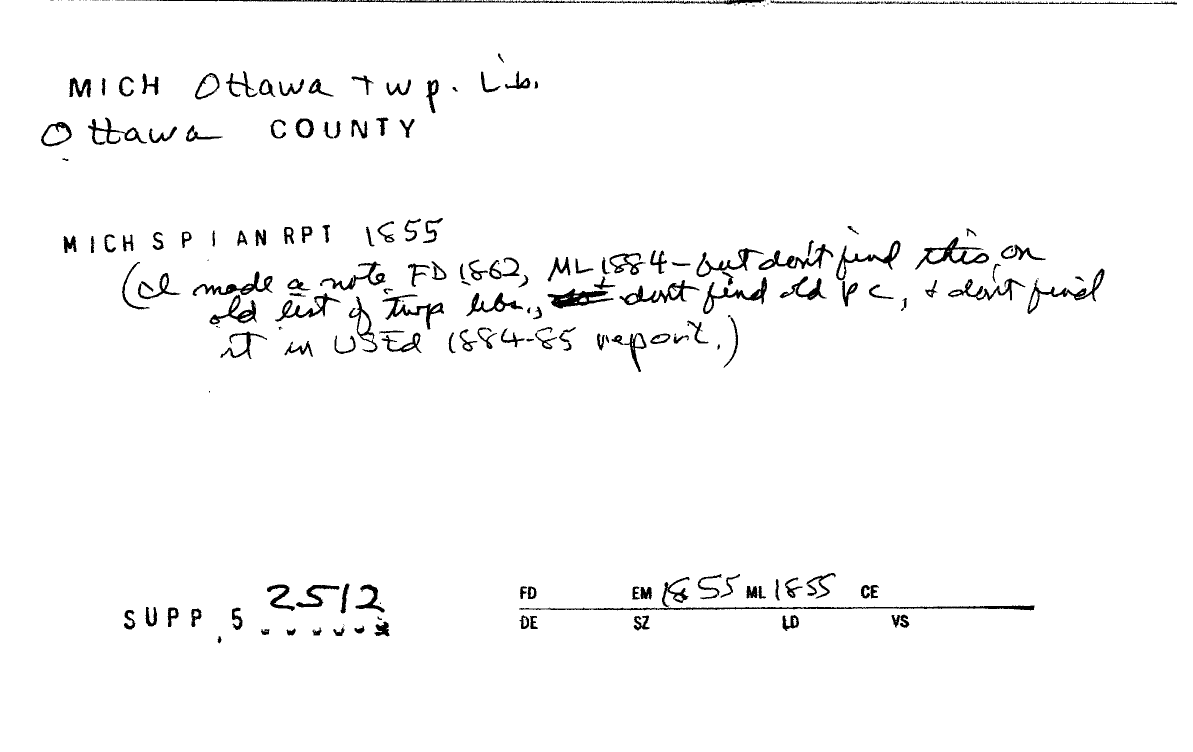 MICH Ottawa twp. Lib.
Ottawa COUNTY
MICH S P I AN RPT 1855
(I made a note FD 1862, ML 1884 - but don't find this on
old list of twp libs., + don't find old PC, + don't find
it in USEd 1884-85 report.)
SUPP, 5 2512
FD EM 1855 ML 1855 CE
DE SZ LD VS